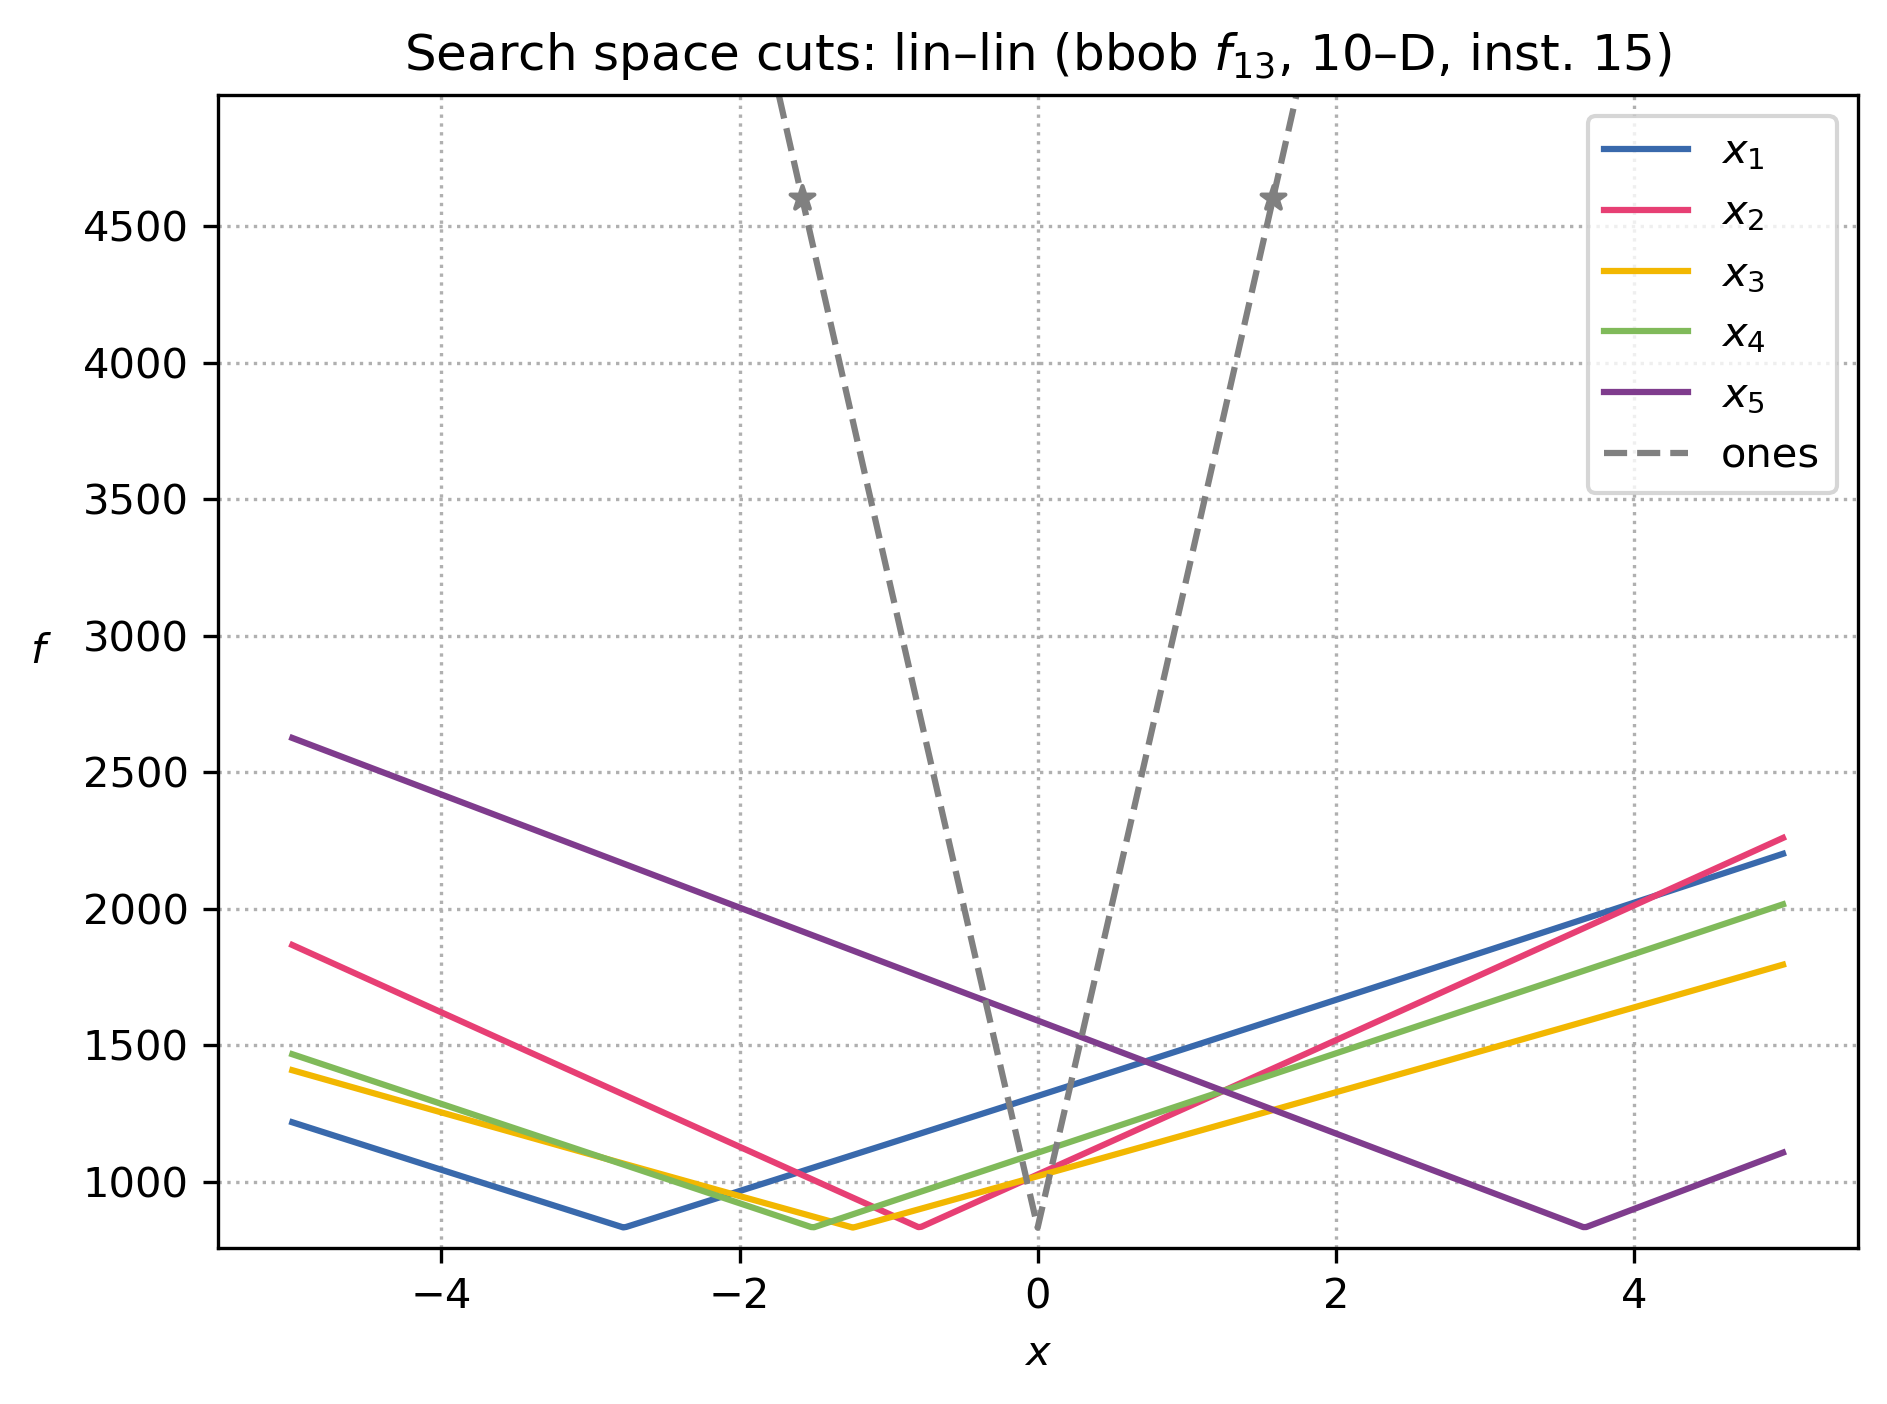 Search space cuts: lin–lin (bbob f₁₃, 10–D, inst. 15)
x₁
x₂
x₃
x₄
x₅
ones
4500
4000
3500
3000
2500
2000
1500
1000
f
−4 −2 0 2 4
x